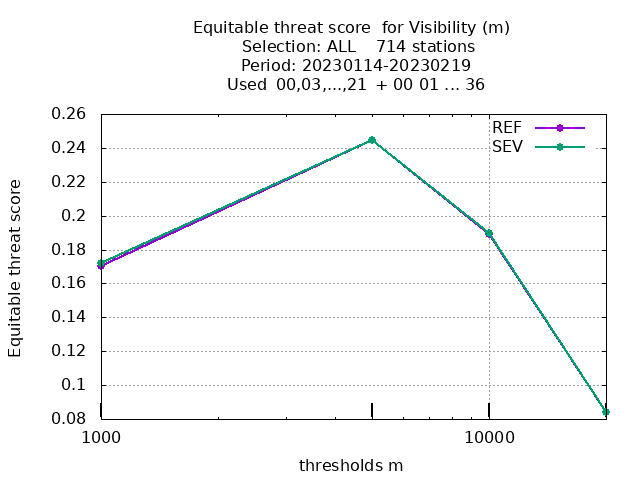 Equitable threat score for Visibility (m)
Selection: ALL 714 stations
Period: 20230114-20230219
Used 00,03,...,21 + 00 01 ... 36
REF
SEV
Equitable threat score
0.26
0.24
0.22
0.2
0.18
0.16
0.14
0.12
0.1
0.08
1000 10000
thresholds m